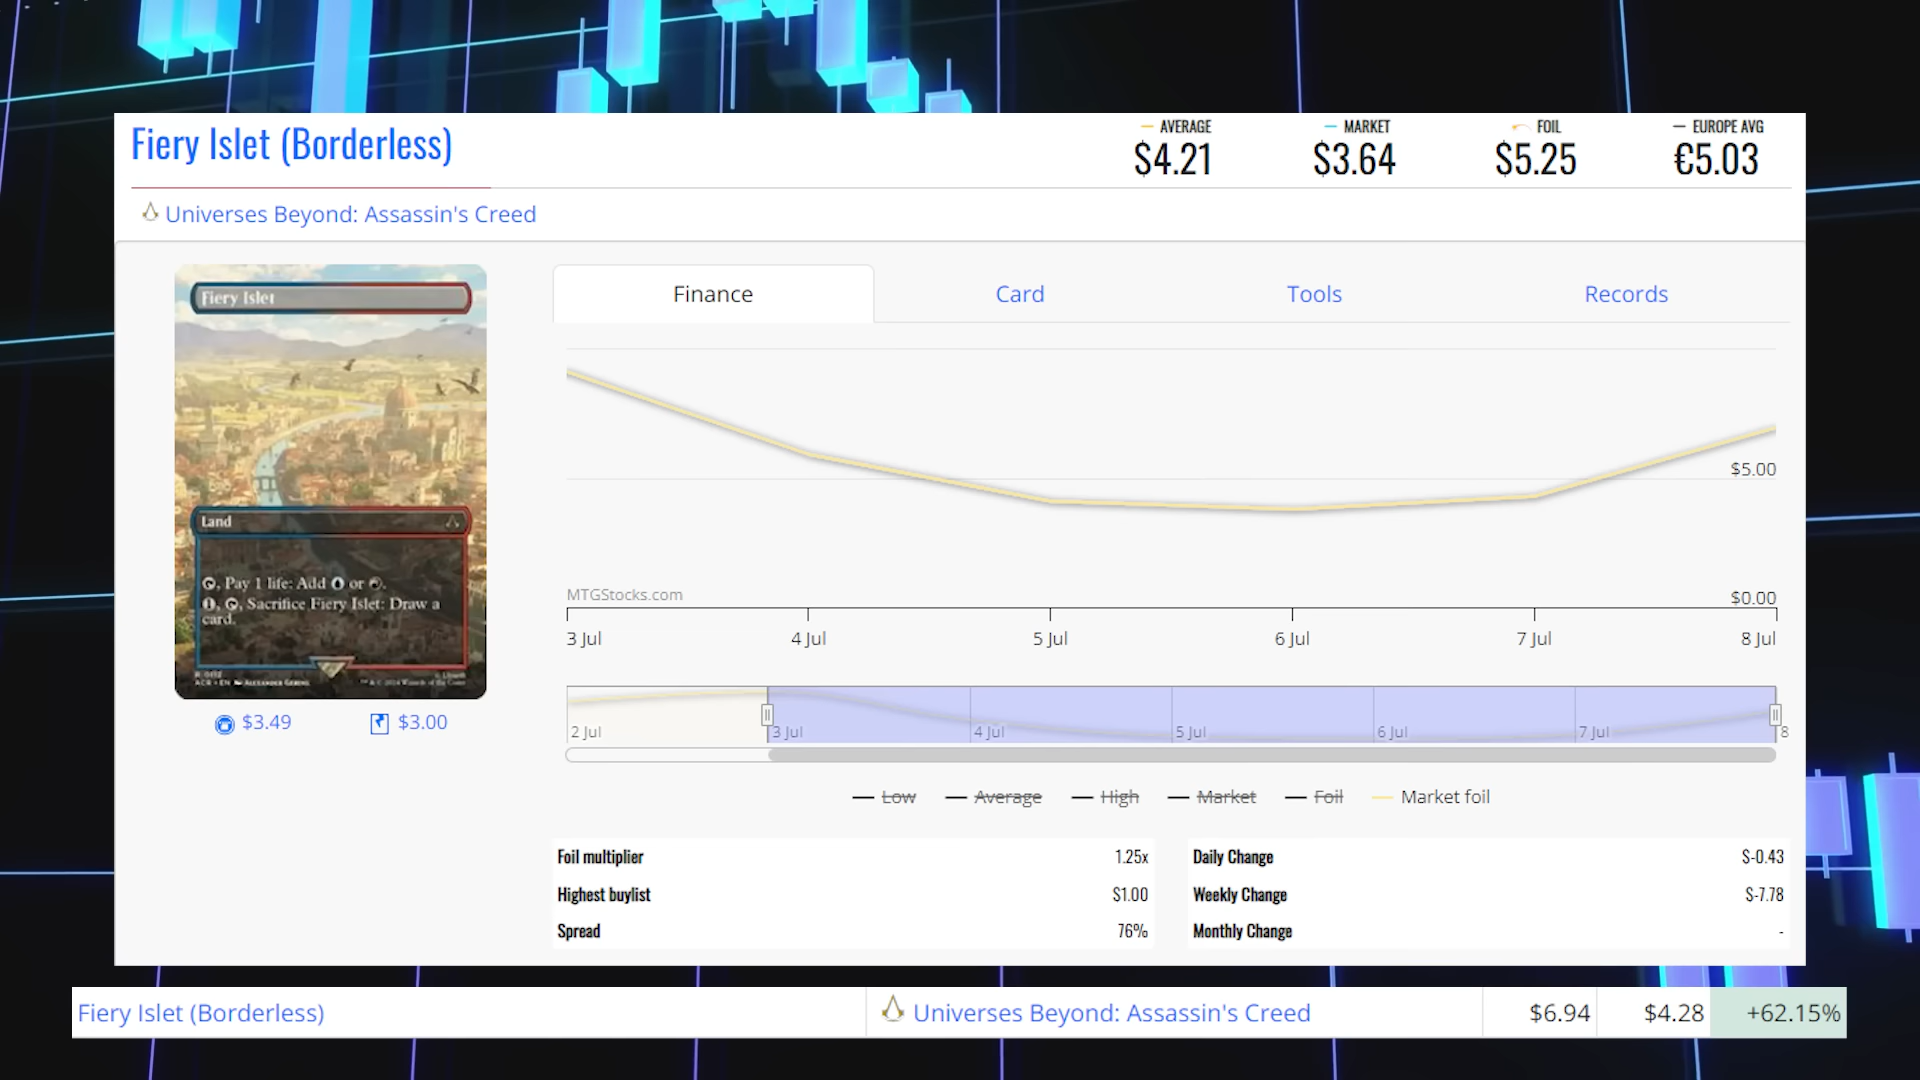 Fiery Islet (Borderless)
AVERAGE
$4.21
MARKET
$3.64
FOIL
$5.25
EUROPE AVG
€5.03
Universes Beyond: Assassin's Creed
Fiery Islet
Land
, Pay 1 life: Add or .
1, , Sacrifice Fiery Islet: Draw a
card.
$3.49
$3.00
Finance
Card
Tools
Records
$5.00
$0.00
MTGStocks.com
3 Jul
4 Jul
5 Jul
6 Jul
7 Jul
8 Jul
2 Jul
3 Jul
4 Jul
5 Jul
6 Jul
7 Jul
8
Low
Average
High
Market
Foil
Market foil
Foil multiplier 1.25x
Highest buylist $1.00
Spread 76%
Daily Change $-0.43
Weekly Change $-7.78
Monthly Change -
Fiery Islet (Borderless) Universes Beyond: Assassin's Creed $6.94 $4.28 +62.15%